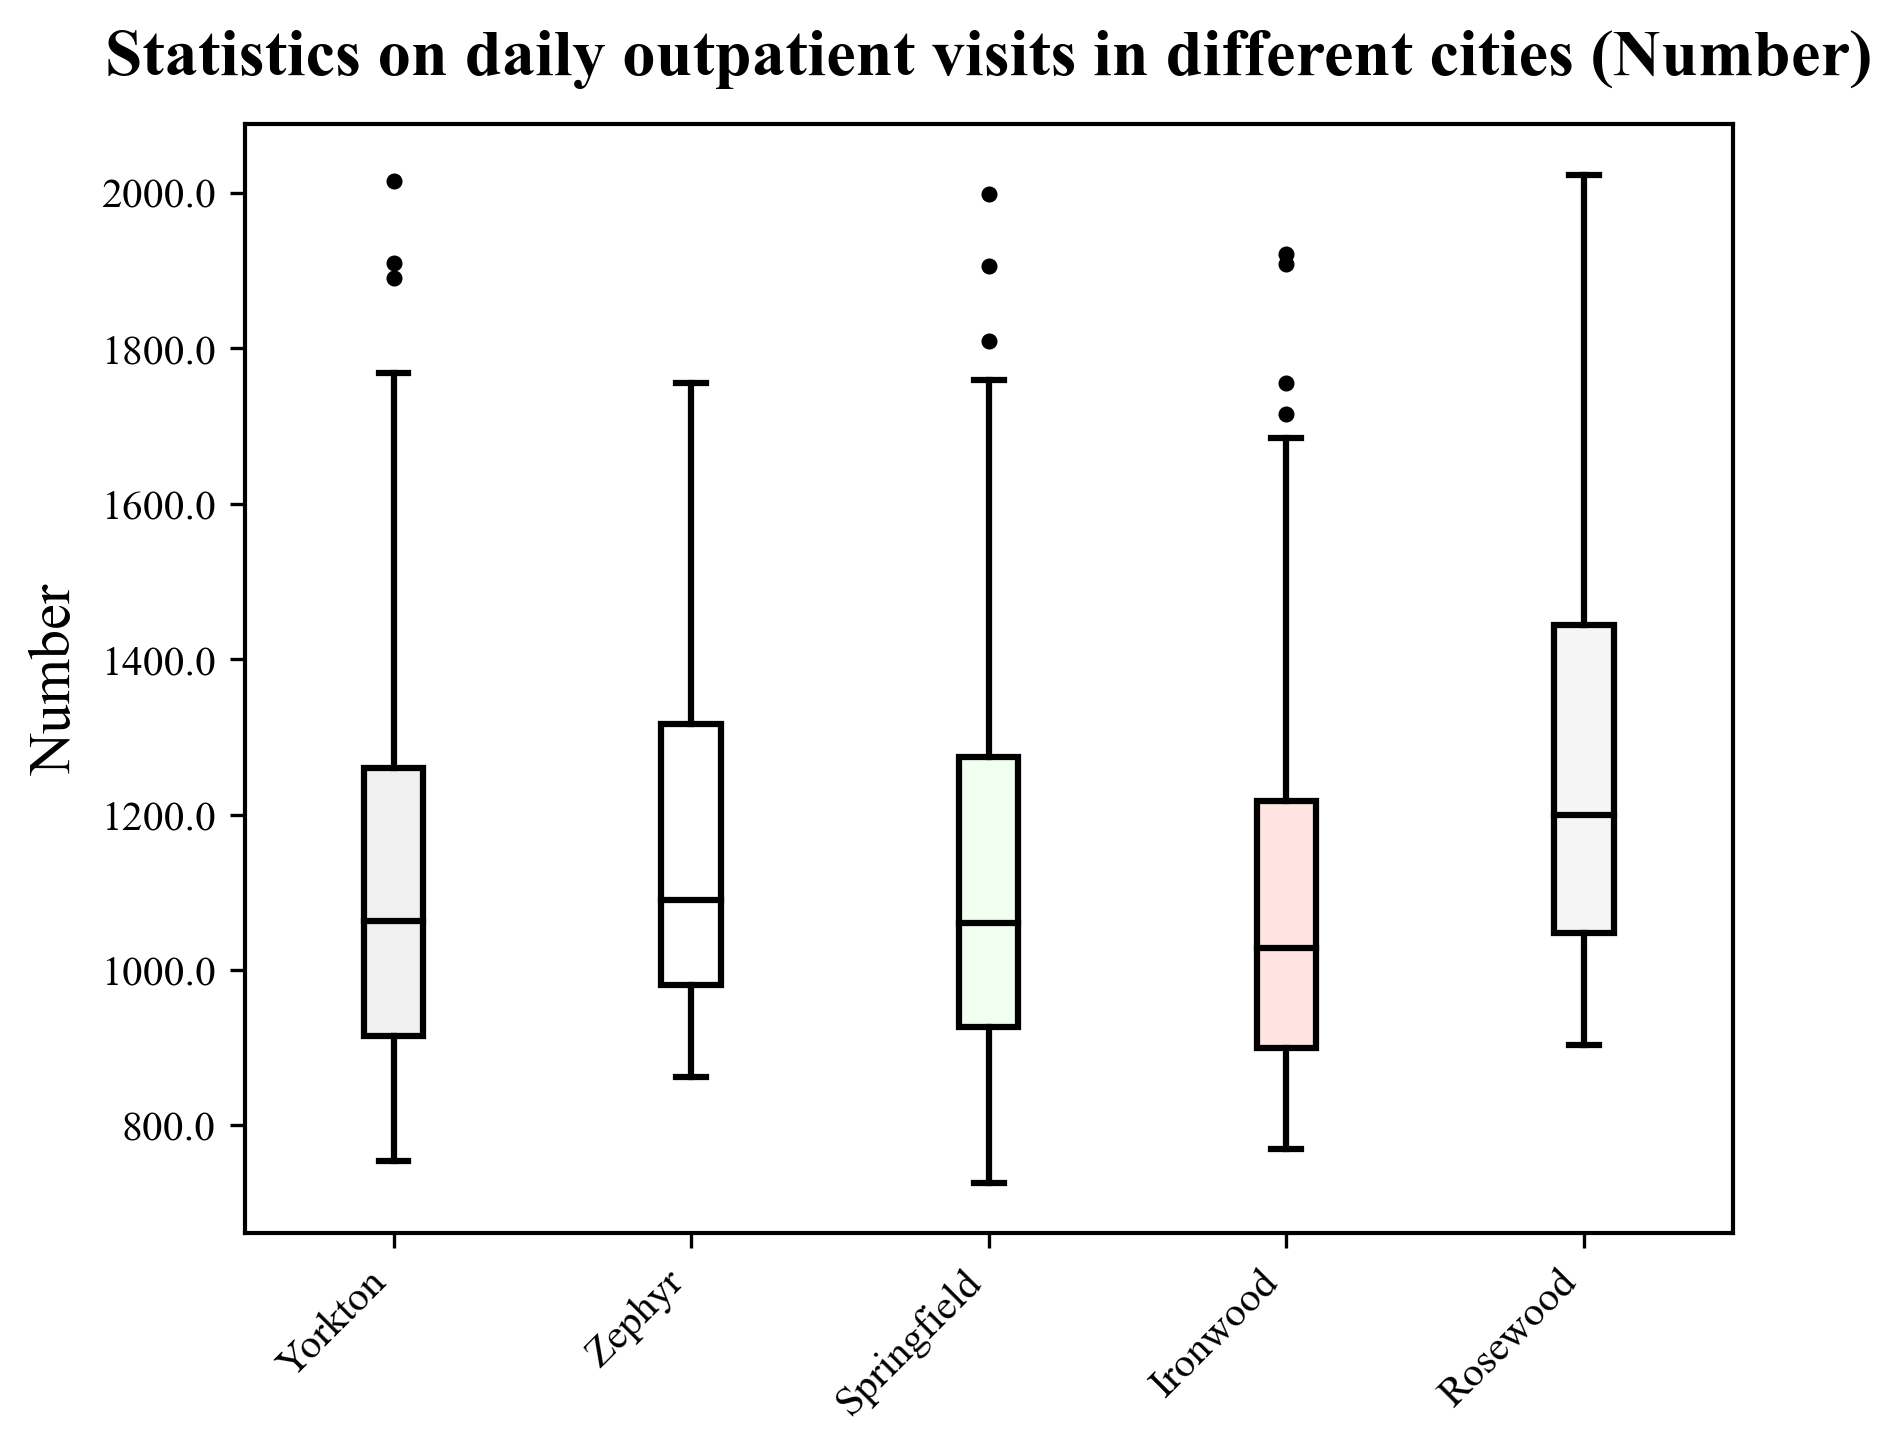 Statistics on daily outpatient visits in different cities (Number)
Number
2000.0
1800.0
1600.0
1400.0
1200.0
1000.0
800.0
Yorkton
Zephyr
Springfield
Ironwood
Rosewood